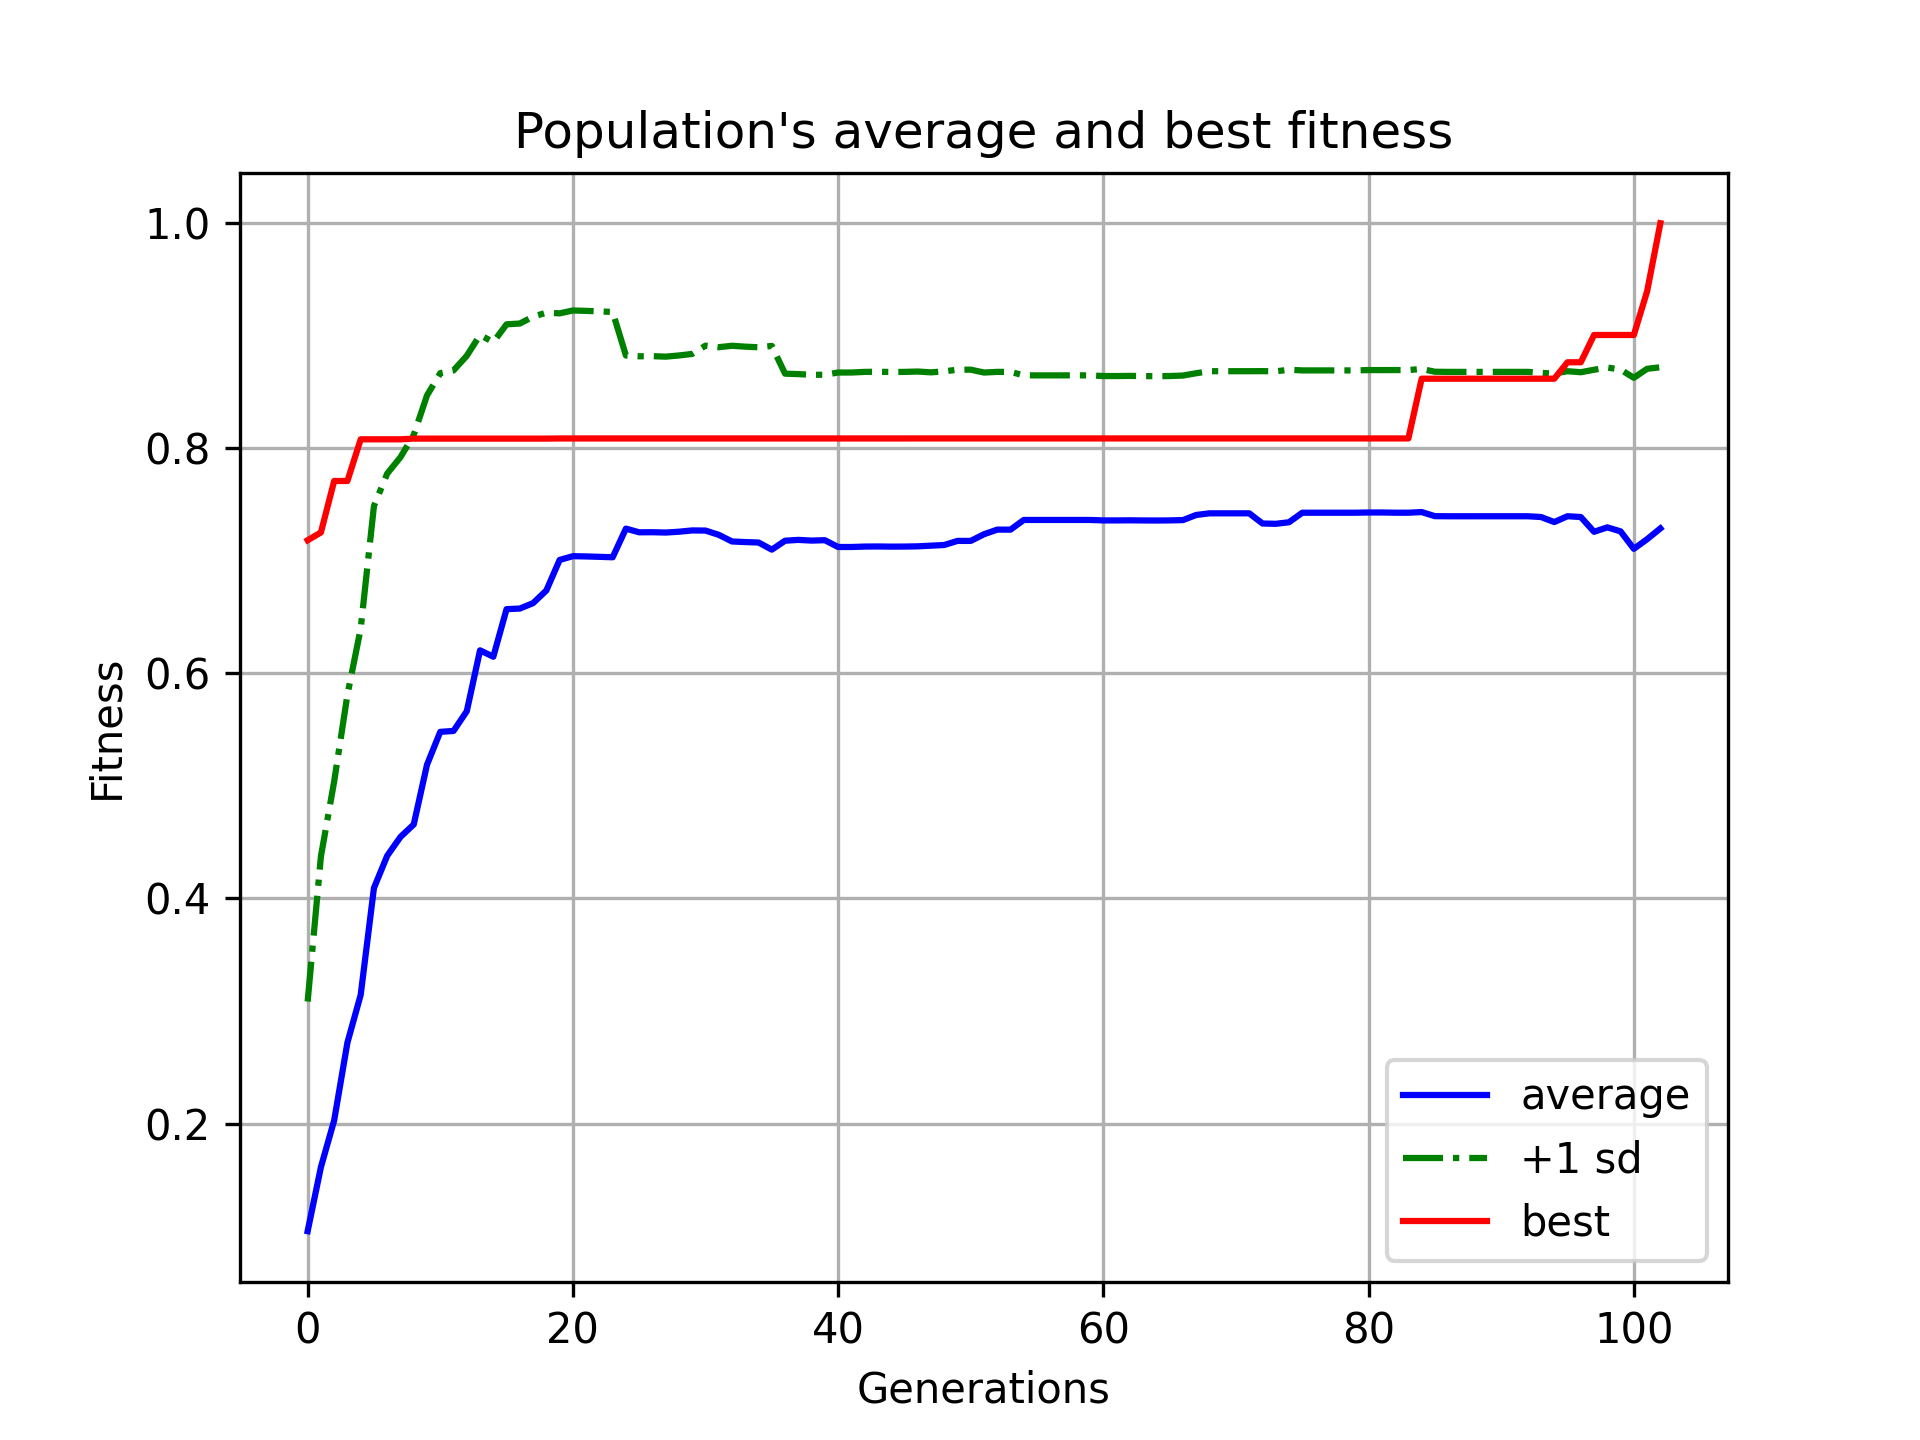 Population's average and best fitness
1.0
0.8
0.6
0.4
0.2
Fitness
0 20 40 60 80 100
Generations
average
+1 sd
best